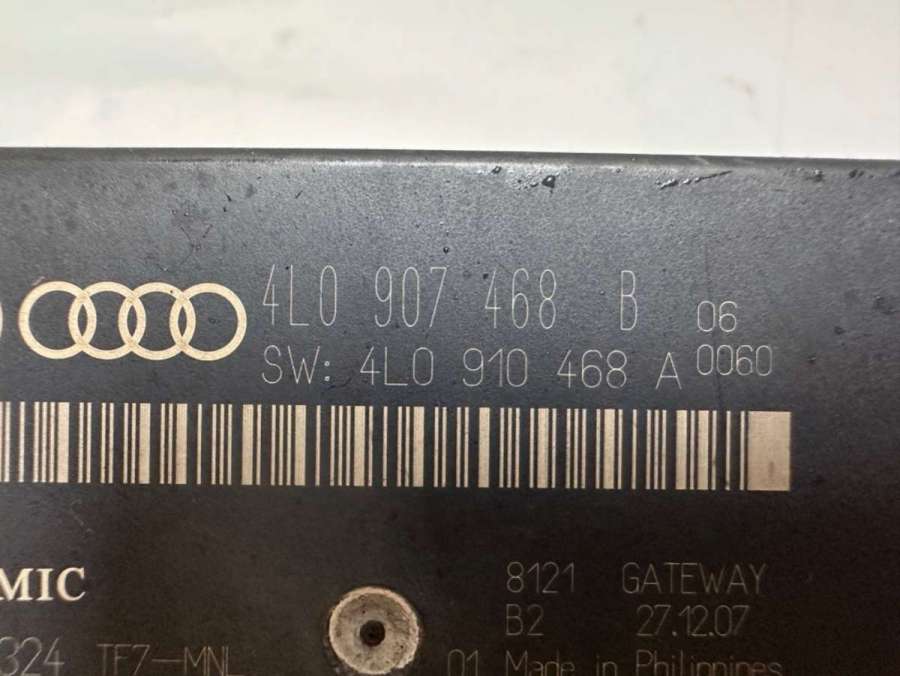 4L0 907 468 B 06
SW: 4L0 910 468 A 0060
MIC 8121 GATEWAY
B2 27.12.07
324 TE7-MNL 01 Made in Philippines